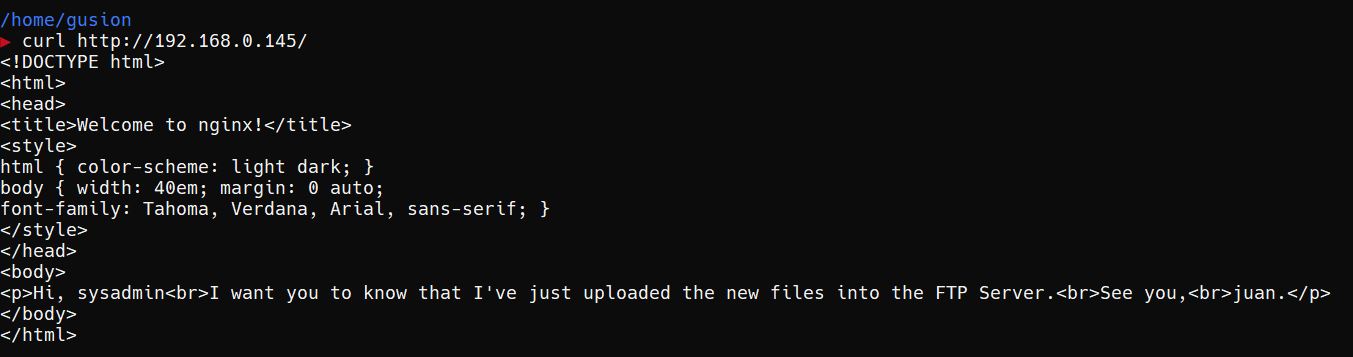 /home/gusion
▶ curl http://192.168.0.145/
<!DOCTYPE html>
<html>
<head>
<title>Welcome to nginx!</title>
<style>
html { color-scheme: light dark; }
body { width: 40em; margin: 0 auto;
font-family: Tahoma, Verdana, Arial, sans-serif; }
</style>
</head>
<body>
<p>Hi, sysadmin<br>I want you to know that I've just uploaded the new files into the FTP Server.<br>See you,<br>juan.</p>
</body>
</html>